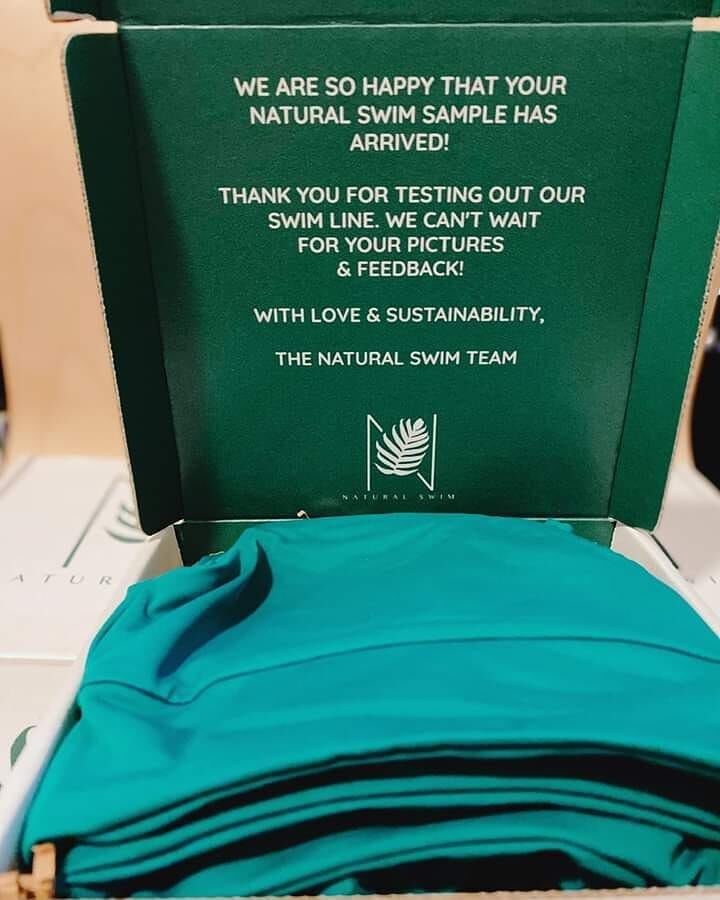 WE ARE SO HAPPY THAT YOUR
NATURAL SWIM SAMPLE HAS
ARRIVED!
THANK YOU FOR TESTING OUT OUR
SWIM LINE. WE CAN'T WAIT
FOR YOUR PICTURES
& FEEDBACK!
WITH LOVE & SUSTAINABILITY,
THE NATURAL SWIM TEAM
N
NATURAL SWIM
ATUR